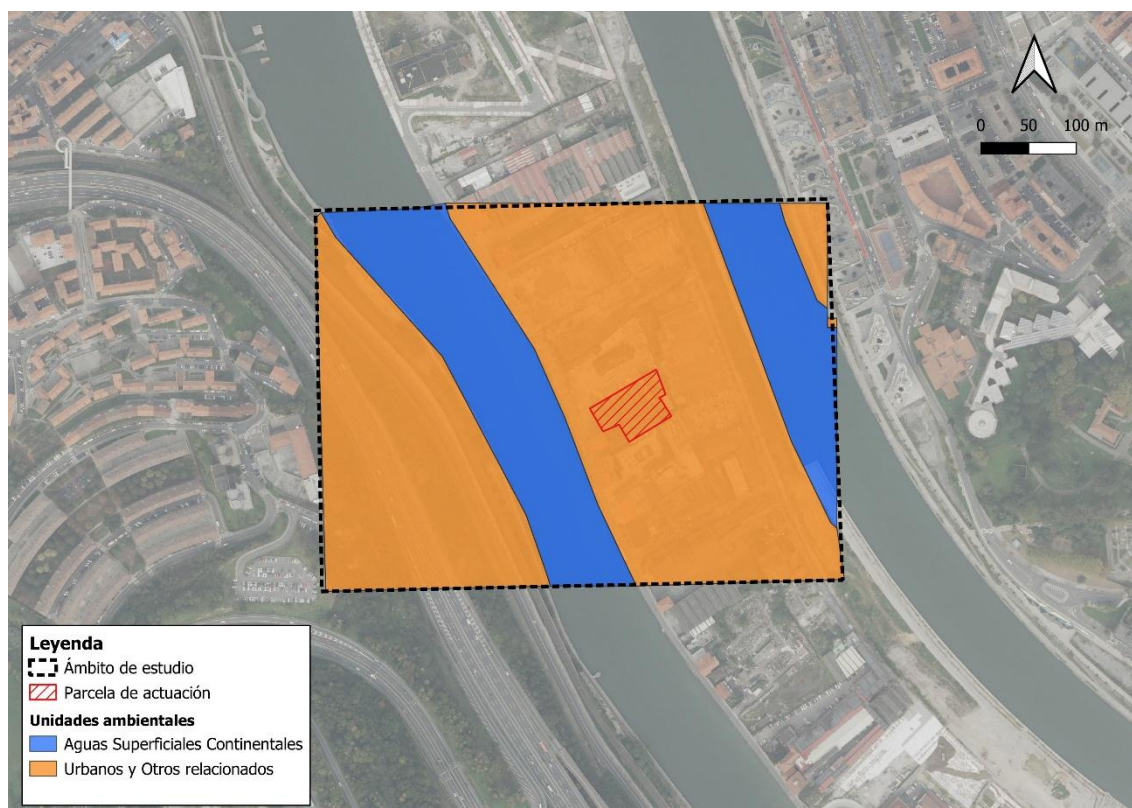 0 50 100 m
Leyenda
Ámbito de estudio
Parcela de actuación
Unidades ambientales
Aguas Superficiales Continentales
Urbanos y Otros relacionados